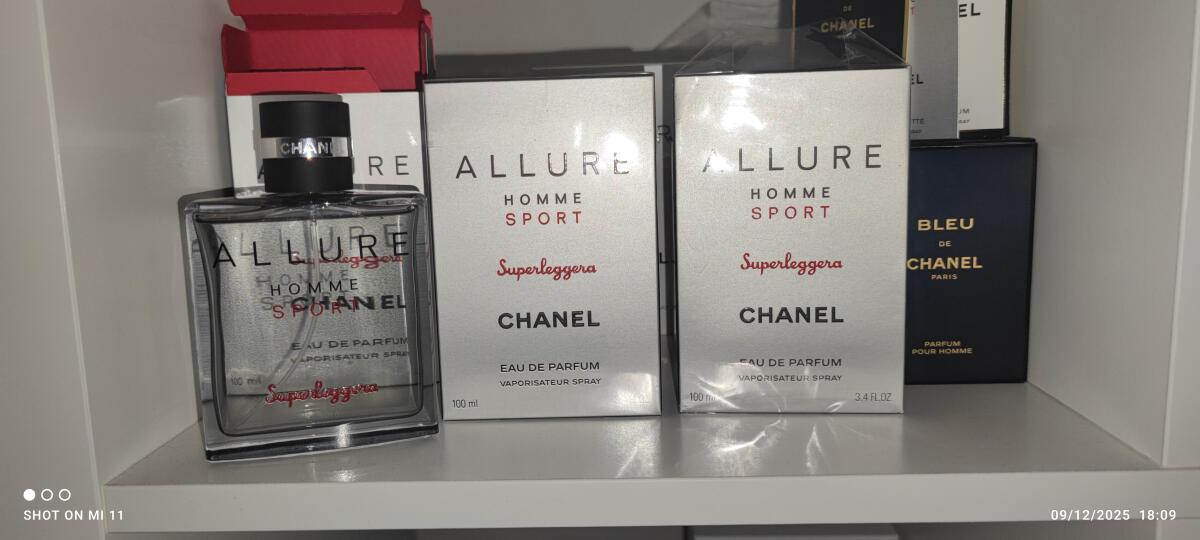 CHANEL
ALLURE
HOMME
SPORT
CHANEL
EAU DE PARFUM
VAPORISATEUR SPRAY
100 ml
Superleggera
ALLURE
HOMME
SPORT
Superleggera
CHANEL
EAU DE PARFUM
VAPORISATEUR SPRAY
100 ml
ALLURE
HOMME
SPORT
Superleggera
CHANEL
EAU DE PARFUM
VAPORISATEUR SPRAY
100 ml
3.4 FL.OZ
DE
CHANEL
BLEU
DE
CHANEL
PARIS
PARFUM
POUR HOMME
SHOT ON MI 11
09/12/2025 18:09